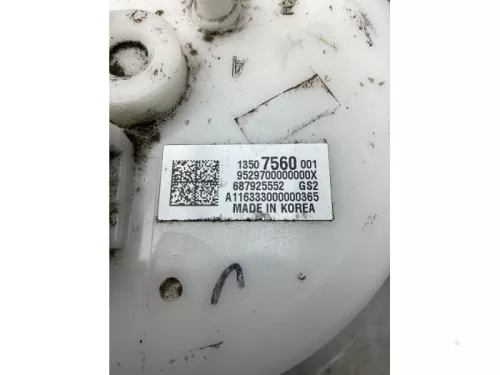 1350 7560 001
9529700000000X
687925552 GS2
A116333000000365
MADE IN KOREA